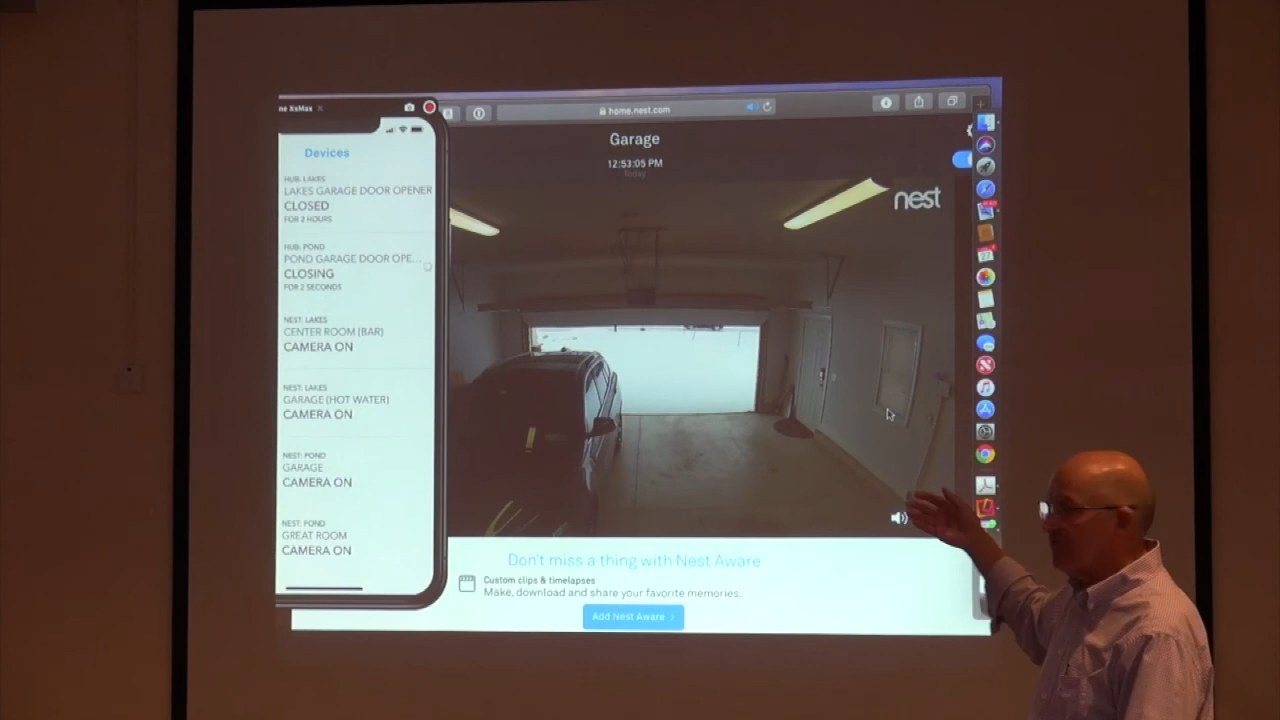 ne XsMax
Devices
HUB: LAKES
LAKES GARAGE DOOR OPENER
CLOSED
FOR 2 HOURS
HUB: POND
POND GARAGE DOOR OPE...
CLOSING
FOR 2 SECONDS
NEST: LAKES
CENTER ROOM (BAR)
CAMERA ON
NEST: LAKES
GARAGE (HOT WATER)
CAMERA ON
NEST: POND
GARAGE
CAMERA ON
NEST: POND
GREAT ROOM
CAMERA ON
home.nest.com
Garage
12:53:05 PM
Today
nest
Don't miss a thing with Nest Aware
Custom clips & timelapses
Make, download and share your favorite memories.
Add Nest Aware >